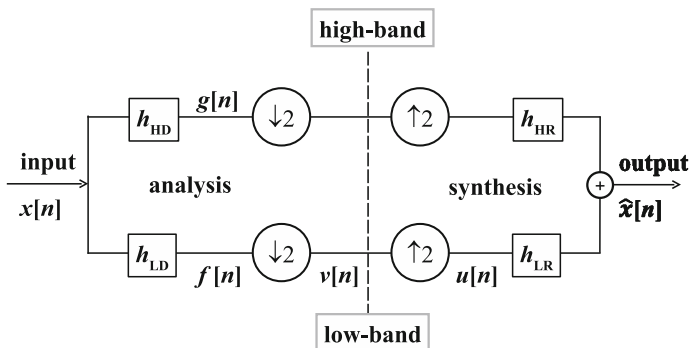 high-band
g[n]
h_HD
↓2
↑2
h_HR
input
analysis
synthesis
output
x[n]
+
x̂[n]
h_LD
↓2
↑2
h_LR
f[n]
v[n]
u[n]
low-band